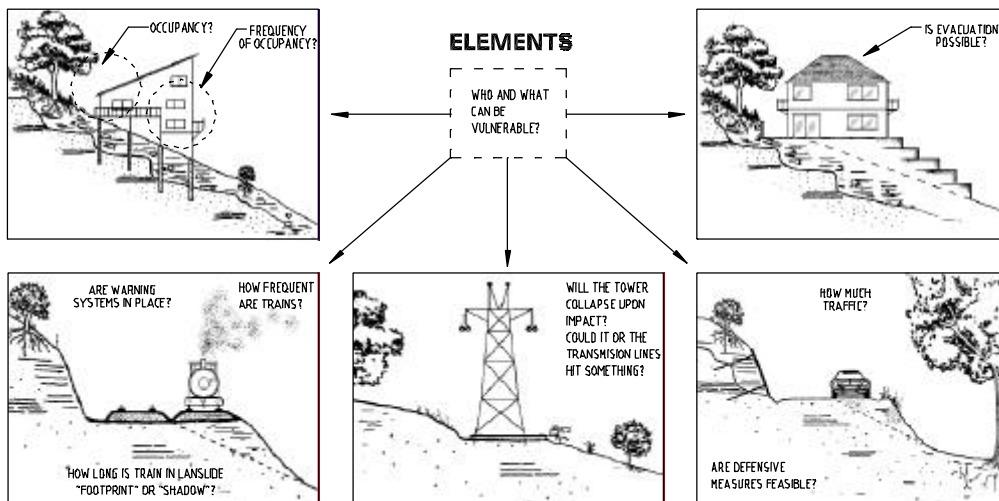 OCCUPANCY?
FREQUENCY
OF OCCUPANCY?
ELEMENTS
WHO AND WHAT
CAN BE
VULNERABLE?
IS EVACUATION
POSSIBLE?
ARE WARNING
SYSTEMS IN PLACE?
HOW FREQUENT
ARE TRAINS?
HOW LONG IS TRAIN IN LANSLIDE
"FOOTPRINT" OR "SHADOW"?
WILL THE TOWER
COLLAPSE UPON
IMPACT?
COULD IT OR THE
TRANSMISION LINES
HIT SOMETHING?
HOW MUCH
TRAFFIC?
ARE DEFENSIVE
MEASURES FEASIBLE?